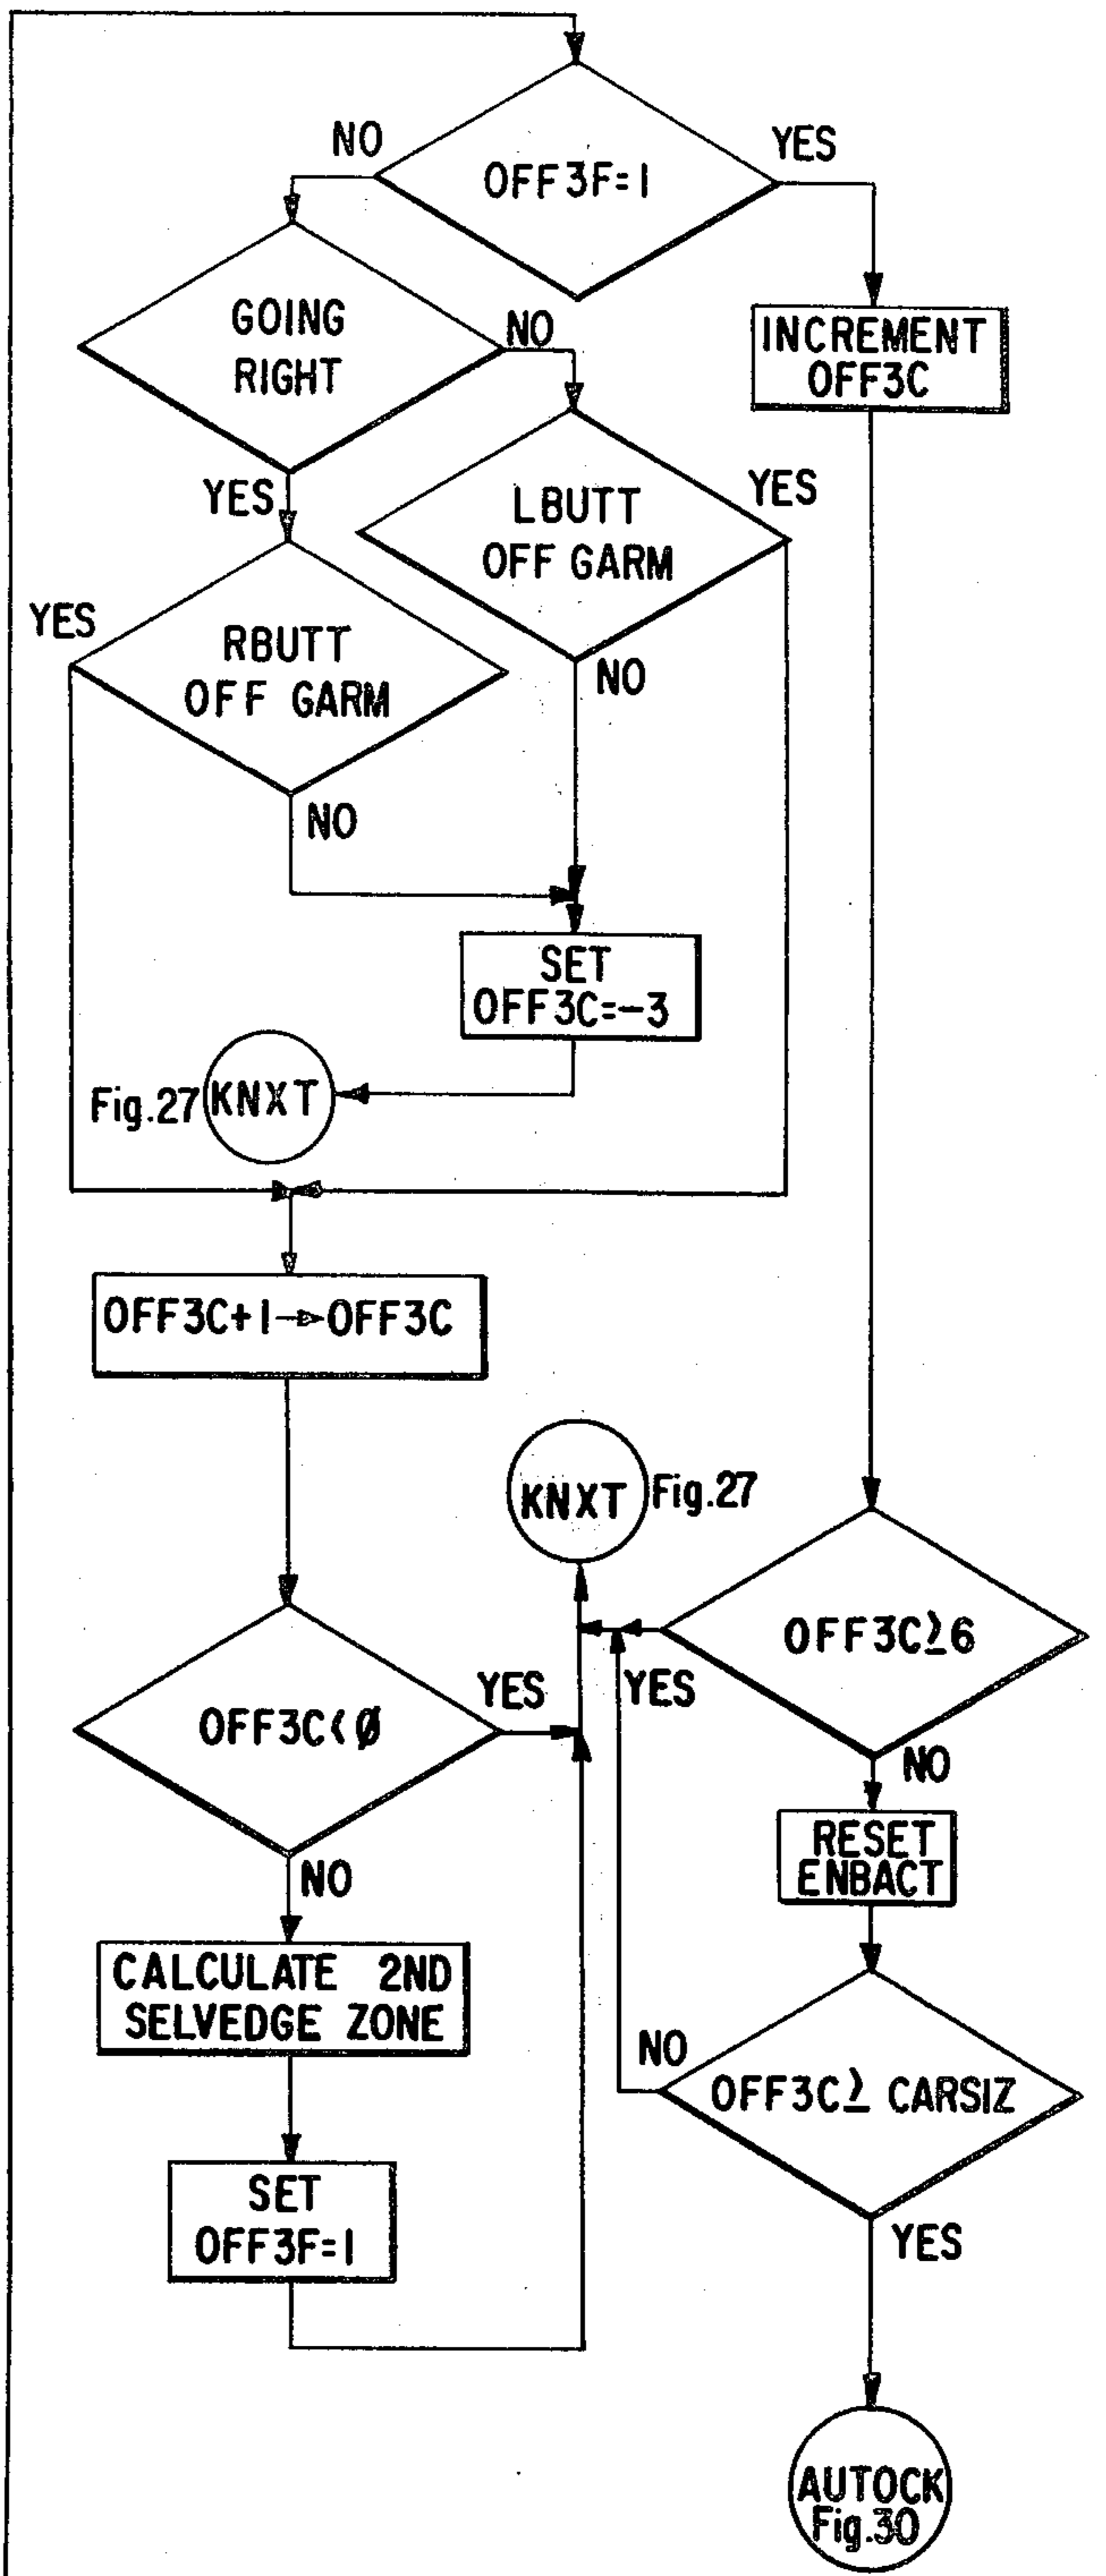 OFF3F=1
NO
YES
GOING
RIGHT
NO
YES
INCREMENT
OFF3C
LBUTT
OFF GARM
YES
NO
RBUTT
OFF GARM
YES
NO
SET
OFF3C=-3
Fig.27
KNXT
OFF3C+1→OFF3C
KNXT
Fig.27
OFF3C<Ø
YES
NO
OFF3C≥6
YES
NO
RESET
ENBACT
CALCULATE 2ND
SELVEDGE ZONE
OFF3C≥ CARSIZ
NO
YES
SET
OFF3F=1
AUTOCK
Fig.30